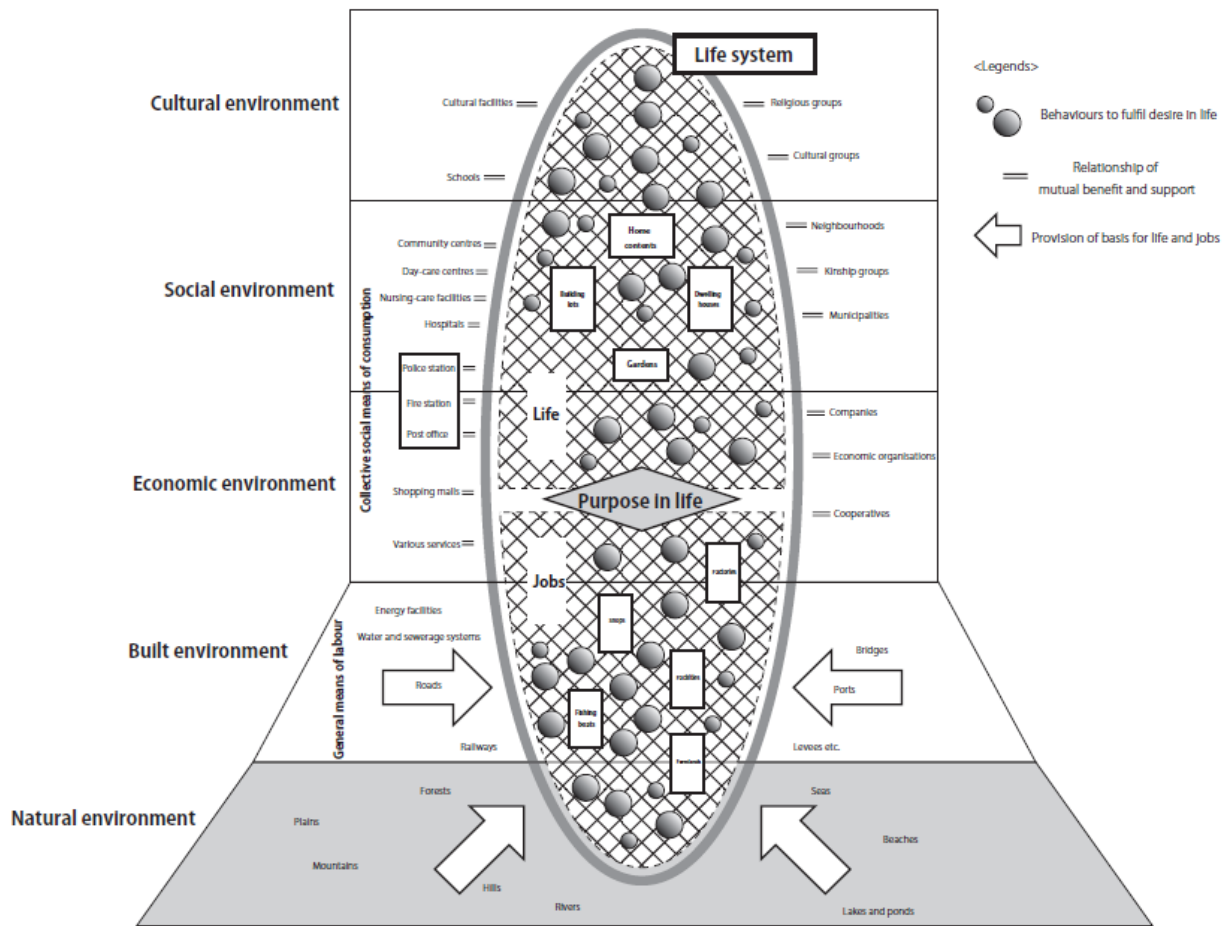 Life system
<Legends>
Behaviours to fulfil desire in life
Relationship of
mutual benefit and support
Provision of basis for life and jobs
Cultural environment
Cultural facilities
Schools
Religious groups
Cultural groups
Social environment
Collective social means of consumption
Community centres
Day-care centres
Nursing-care facilities
Hospitals
Police station
Fire station
Post office
Home
contents
Building
lots
Dwelling
houses
Gardens
Neighbourhoods
Kinship groups
Municipalities
Life
Economic environment
Shopping malls
Various services
Purpose in life
Companies
Economic organisations
Cooperatives
Jobs
Factories
Built environment
General means of labour
Energy facilities
Water and sewerage systems
Roads
Railways
Fishing
boats
Bridges
Ports
Levees etc.
Natural environment
Forests
Plains
Mountains
Hills
Rivers
Seas
Beaches
Lakes and ponds